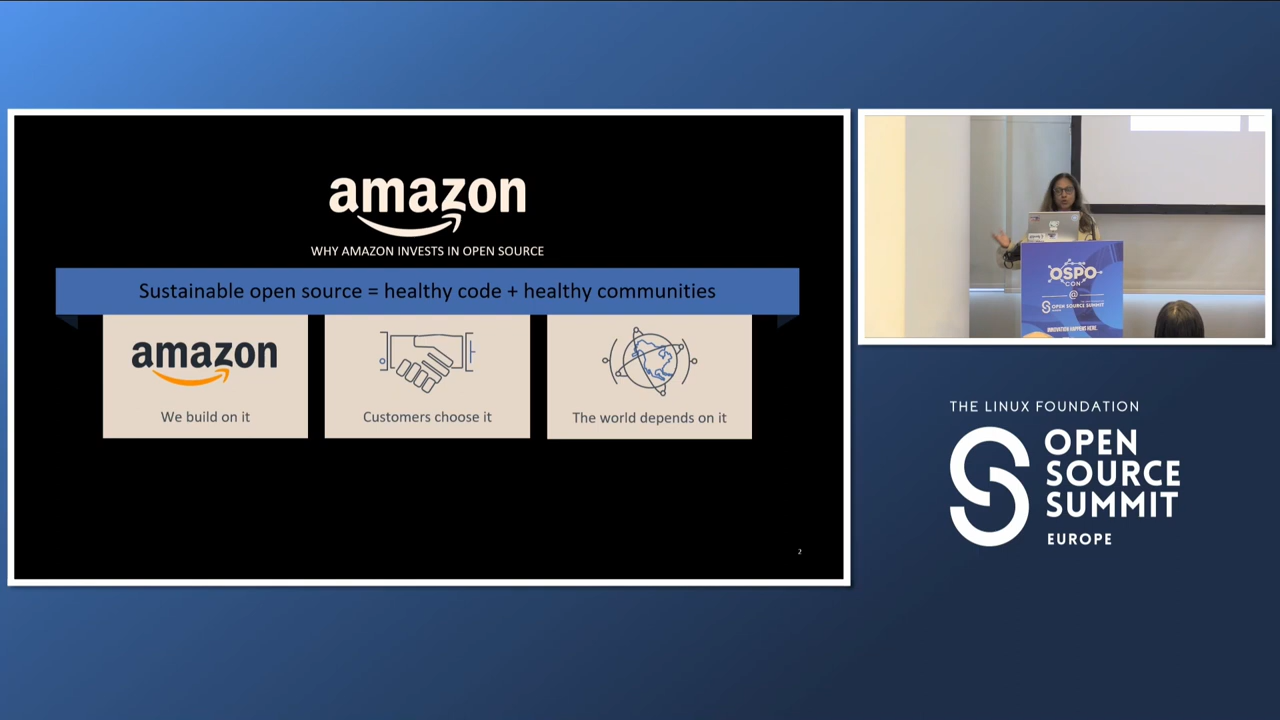 amazon
WHY AMAZON INVESTS IN OPEN SOURCE
Sustainable open source = healthy code + healthy communities
amazon
We build on it
Customers choose it
The world depends on it
2
OSPO
CON
@
OPEN SOURCE SUMMIT
INNOVATION HAPPENS HERE.
THE LINUX FOUNDATION
OPEN
SOURCE
SUMMIT
EUROPE